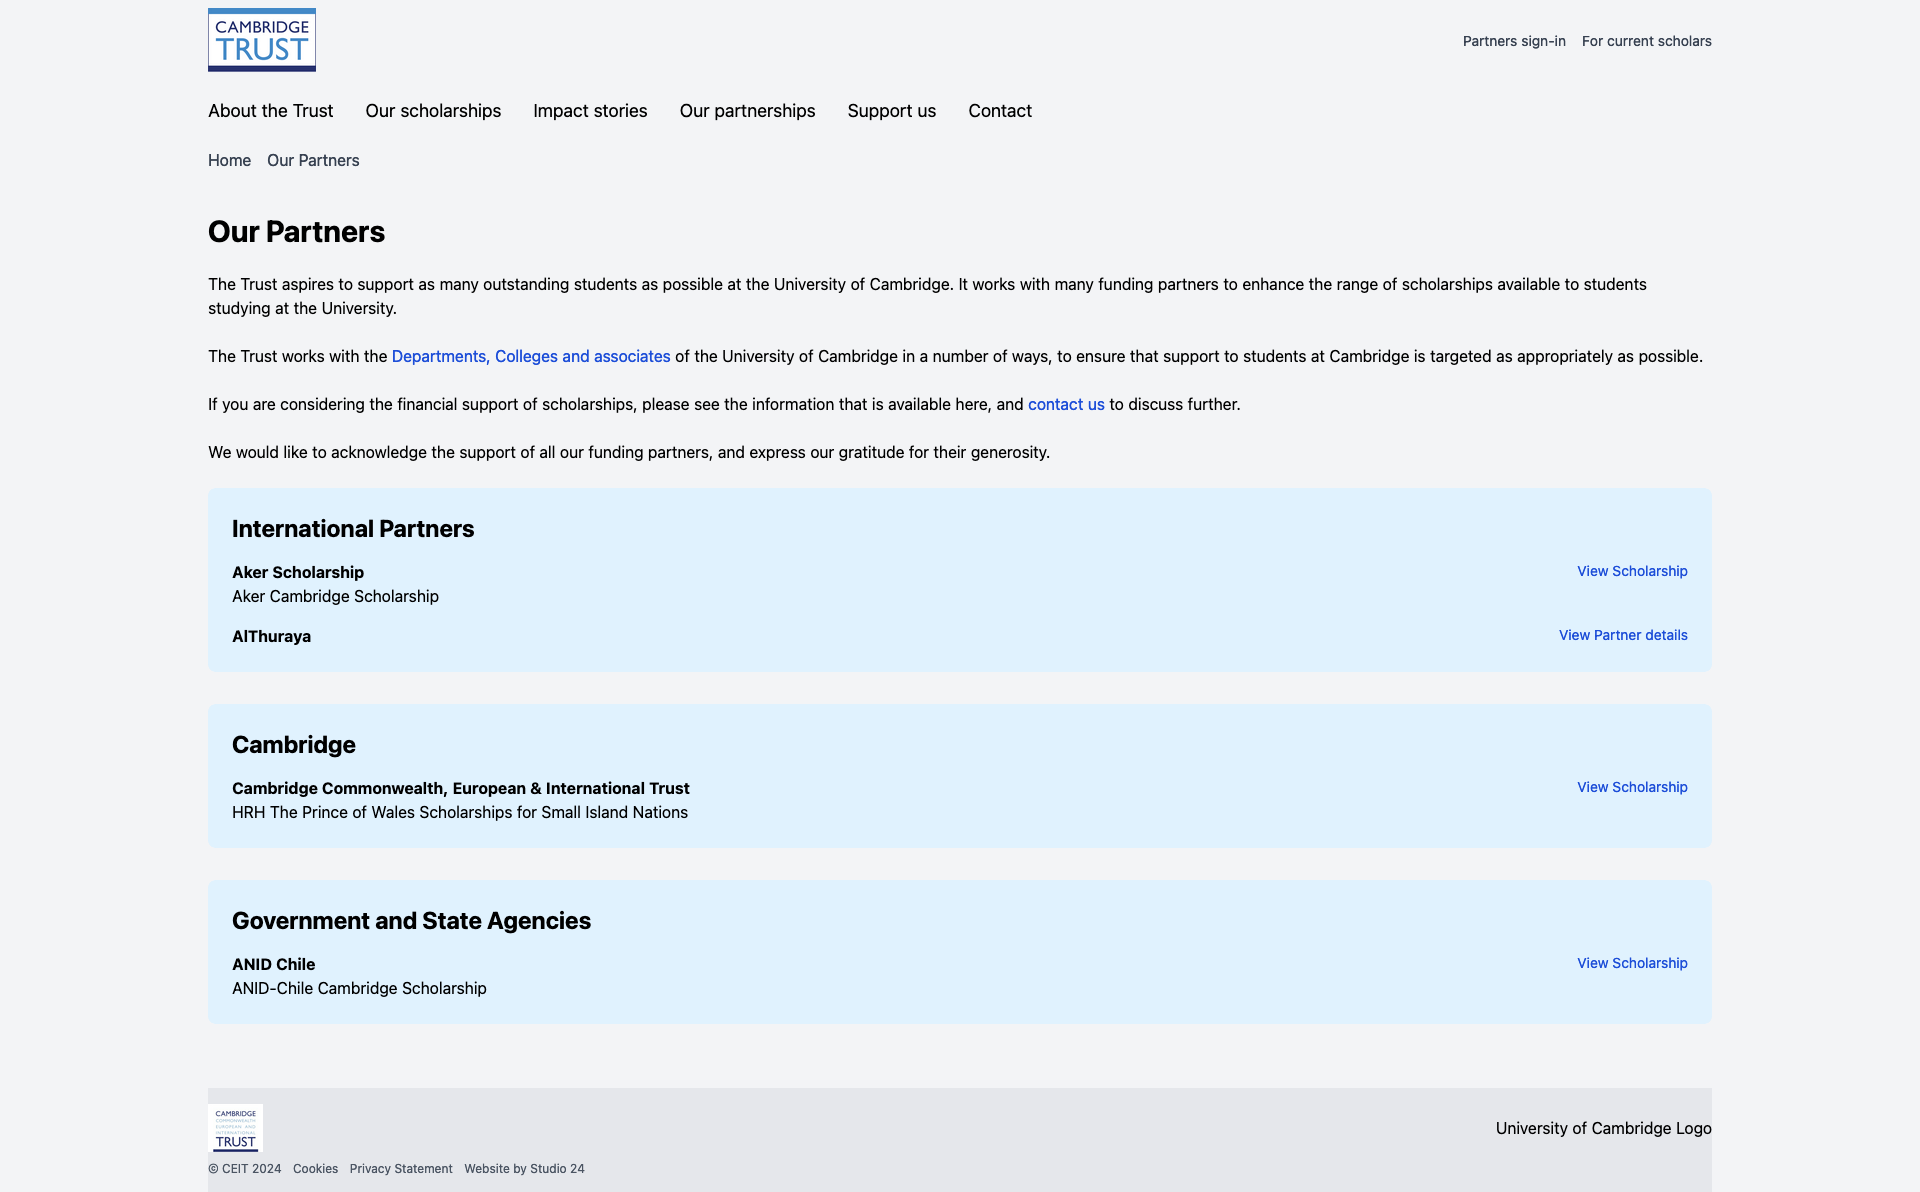 CAMBRIDGE
TRUST
Partners sign-in For current scholars
About the Trust Our scholarships Impact stories Our partnerships Support us Contact
Home Our Partners
Our Partners
The Trust aspires to support as many outstanding students as possible at the University of Cambridge. It works with many funding partners to enhance the range of scholarships available to students
studying at the University.
The Trust works with the Departments, Colleges and associates of the University of Cambridge in a number of ways, to ensure that support to students at Cambridge is targeted as appropriately as possible.
If you are considering the financial support of scholarships, please see the information that is available here, and contact us to discuss further.
We would like to acknowledge the support of all our funding partners, and express our gratitude for their generosity.
International Partners
Aker Scholarship View Scholarship
Aker Cambridge Scholarship
AlThuraya View Partner details
Cambridge
Cambridge Commonwealth, European & International Trust View Scholarship
HRH The Prince of Wales Scholarships for Small Island Nations
Government and State Agencies
ANID Chile View Scholarship
ANID-Chile Cambridge Scholarship
CAMBRIDGE
COMMONWEALTH
EUROPEAN AND
INTERNATIONAL
TRUST
University of Cambridge Logo
© CEIT 2024 Cookies Privacy Statement Website by Studio 24